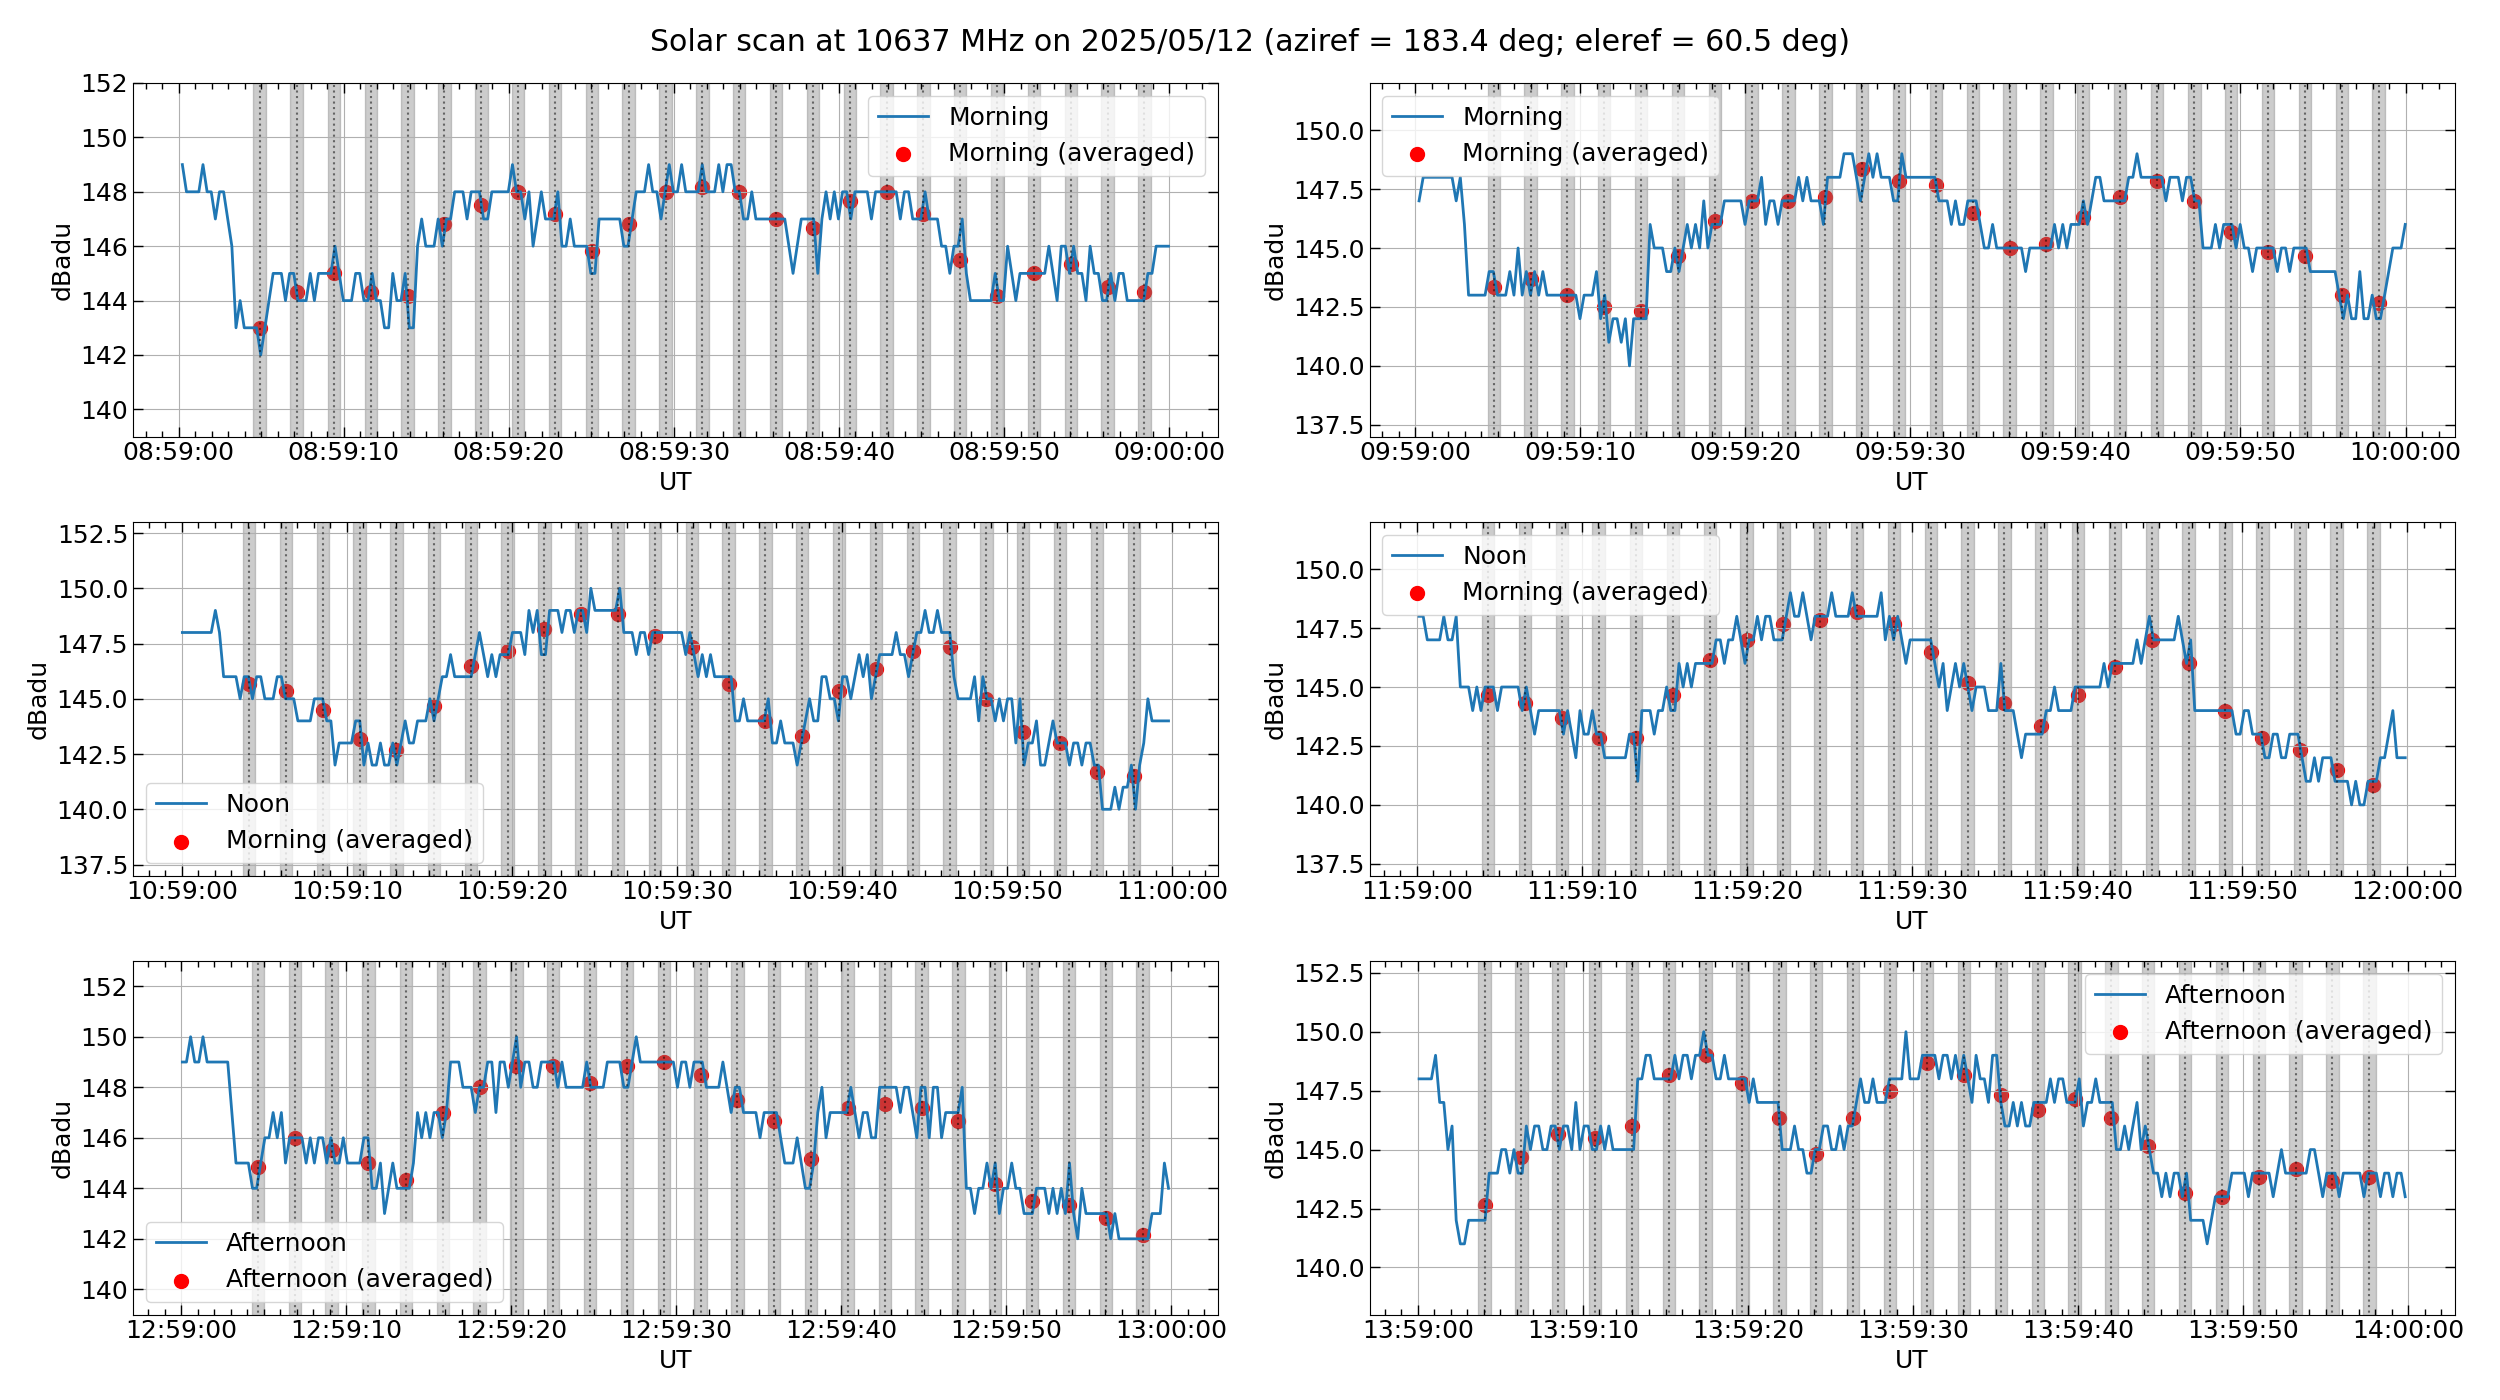 Solar scan at 10637 MHz on 2025/05/12 (aziref = 183.4 deg; eleref = 60.5 deg)
152
150
148
146
144
142
140
dBadu
Morning
Morning (averaged)
08:59:00 08:59:10 08:59:20 08:59:30 08:59:40 08:59:50 09:00:00
UT
150.0
147.5
145.0
142.5
140.0
137.5
dBadu
Morning
Morning (averaged)
09:59:00 09:59:10 09:59:20 09:59:30 09:59:40 09:59:50 10:00:00
UT
152.5
150.0
147.5
145.0
142.5
140.0
137.5
dBadu
Noon
Morning (averaged)
10:59:00 10:59:10 10:59:20 10:59:30 10:59:40 10:59:50 11:00:00
UT
150.0
147.5
145.0
142.5
140.0
137.5
dBadu
Noon
Morning (averaged)
11:59:00 11:59:10 11:59:20 11:59:30 11:59:40 11:59:50 12:00:00
UT
152
150
148
146
144
142
140
dBadu
Afternoon
Afternoon (averaged)
12:59:00 12:59:10 12:59:20 12:59:30 12:59:40 12:59:50 13:00:00
UT
152.5
150.0
147.5
145.0
142.5
140.0
dBadu
Afternoon
Afternoon (averaged)
13:59:00 13:59:10 13:59:20 13:59:30 13:59:40 13:59:50 14:00:00
UT